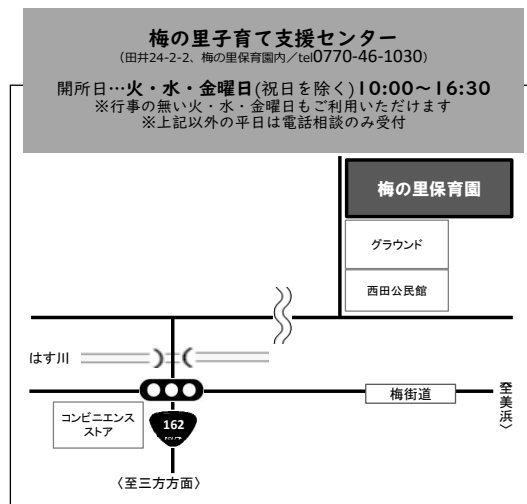 梅の里子育て支援センター
（田井24-2-2、梅の里保育園内／tel0770-46-1030）
開所日…火・水・金曜日(祝日を除く)10:00～16:30
※行事の無い火・水・金曜日もご利用いただけます
※上記以外の平日は電話相談のみ受付
梅の里保育園
グラウンド
西田公民館
はす川
梅街道
至美浜〉
コンビニエンス
ストア
162
〈至三方方面〉